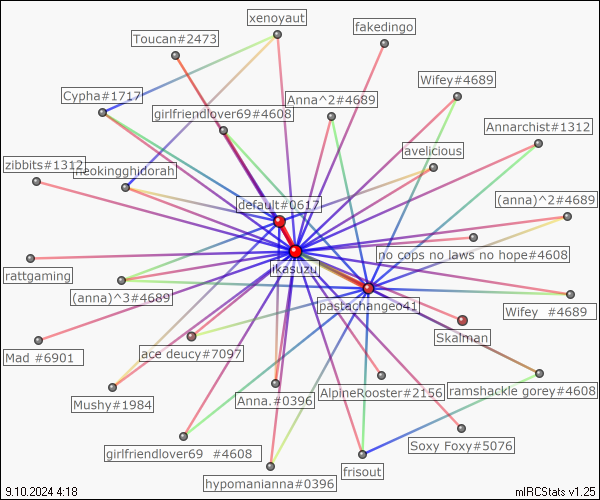 xenoyaut
fakedingo
Toucan#2473
Wifey#4689
Cypha#1717
Anna^2#4689
girlfriendlover69#4608
Annarchist#1312
avelicious
zibbits#1312
neokingghidorah
(anna)^2#4689
default#0617
no cops no laws no hope#4608
ikasuzu
rattgaming
(anna)^3#4689
pastachangeo41
Wifey #4689
Skalman
Mad #6901
ace deucy#7097
ramshackle gorey#4608
AlpineRooster#2156
Anna.#0396
Mushy#1984
Soxy Foxy#5076
girlfriendlover69 #4608
frisout
hypomanianna#0396
9.10.2024 4:18
mIRCStats v1.25